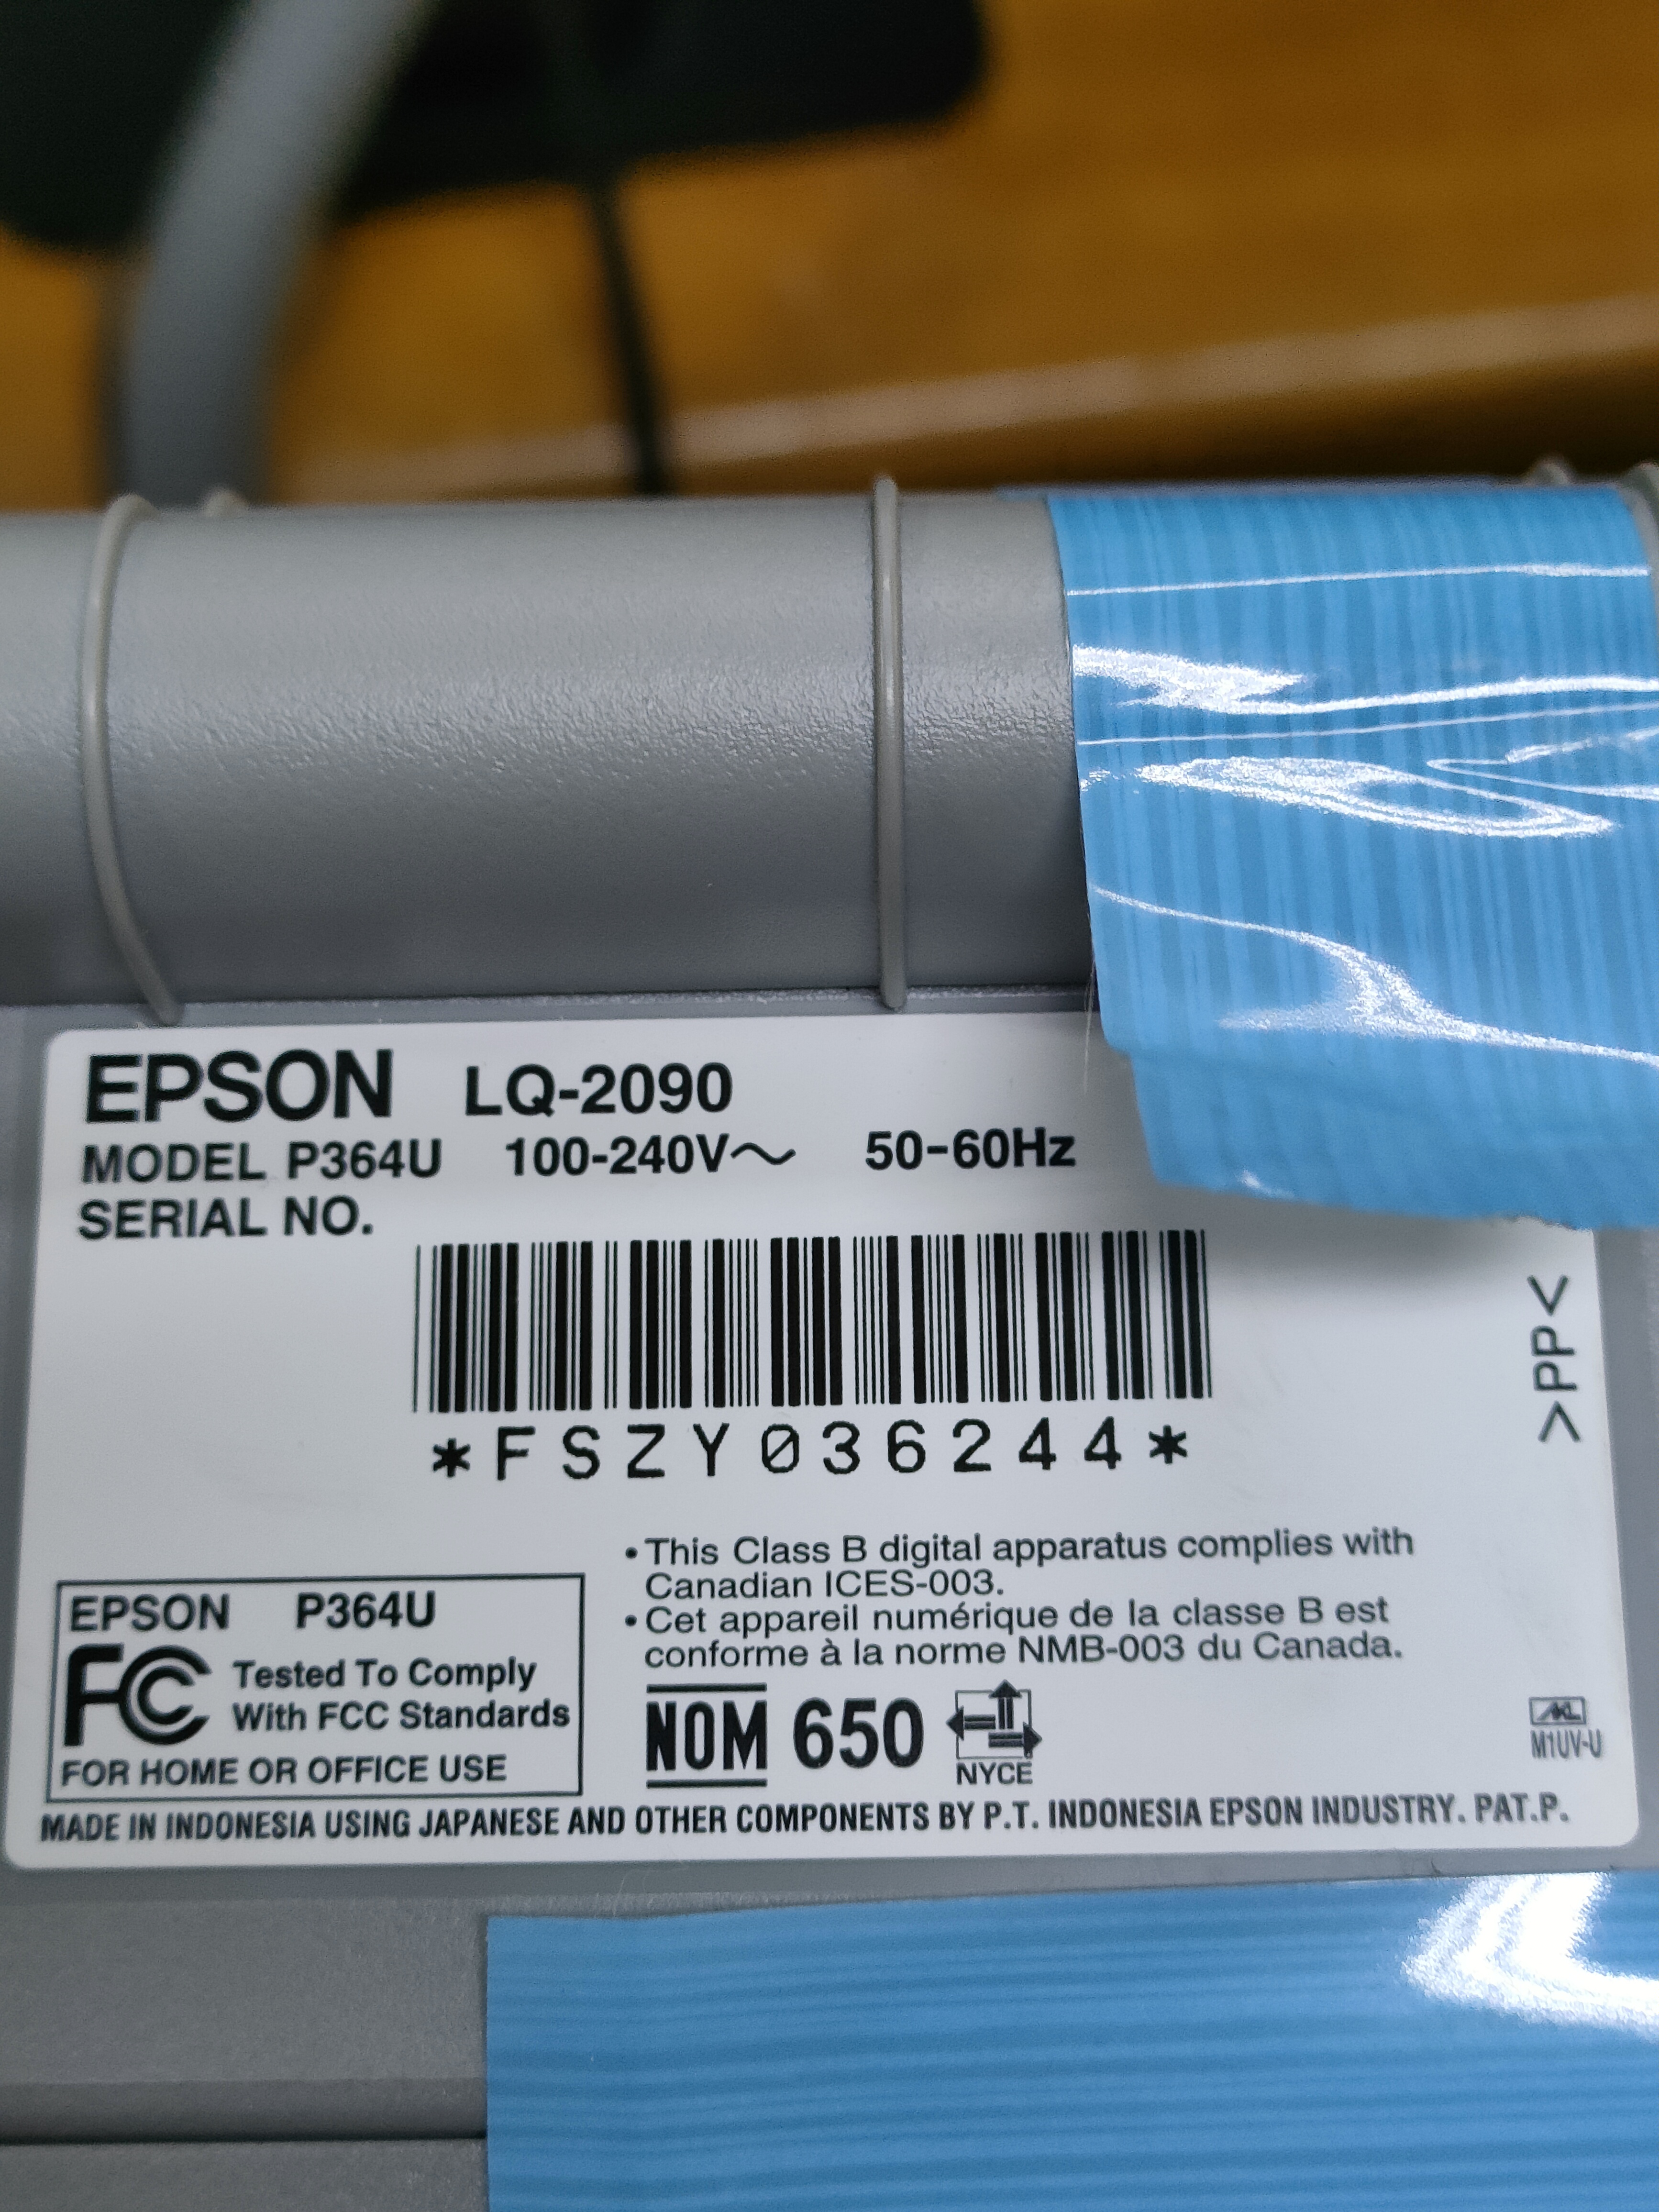 EPSON LQ-2090
MODEL P364U 100-240V~ 50-60Hz
SERIAL NO.
*FSZY036244*
>PP<
•This Class B digital apparatus complies with
Canadian ICES-003.
•Cet appareil numérique de la classe B est
conforme à la norme NMB-003 du Canada.
EPSON P364U
FC Tested To Comply
With FCC Standards
FOR HOME OR OFFICE USE
NOM 650 NYCE
M1UV-U
MADE IN INDONESIA USING JAPANESE AND OTHER COMPONENTS BY P.T. INDONESIA EPSON INDUSTRY. PAT.P.